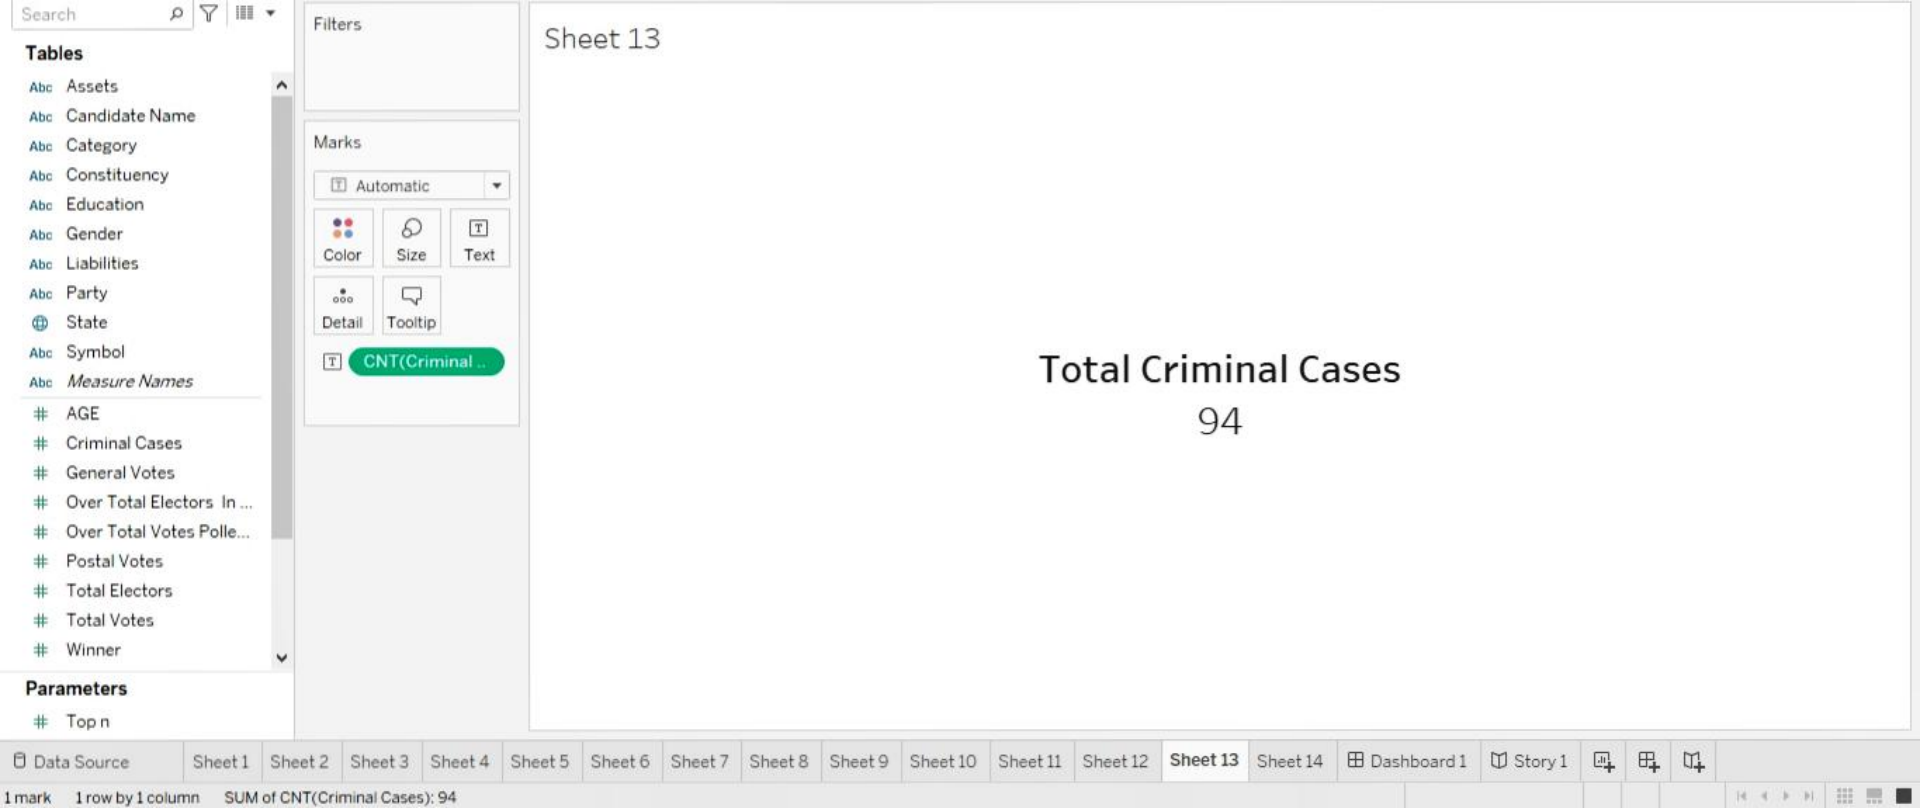 Search
Tables
Abc Assets
Abc Candidate Name
Abc Category
Abc Constituency
Abc Education
Abc Gender
Abc Liabilities
Abc Party
State
Abc Symbol
Abc Measure Names
# AGE
# Criminal Cases
# General Votes
# Over Total Electors In ...
# Over Total Votes Polle...
# Postal Votes
# Total Electors
# Total Votes
# Winner
Parameters
# Top n
Filters
Marks
T Automatic
Color Size T Text
Detail Tooltip
T CNT(Criminal ..
Sheet 13
Total Criminal Cases
94
Data Source Sheet 1 Sheet 2 Sheet 3 Sheet 4 Sheet 5 Sheet 6 Sheet 7 Sheet 8 Sheet 9 Sheet 10 Sheet 11 Sheet 12 Sheet 13 Sheet 14 Dashboard 1 Story 1
1 mark 1 row by 1 column SUM of CNT(Criminal Cases): 94